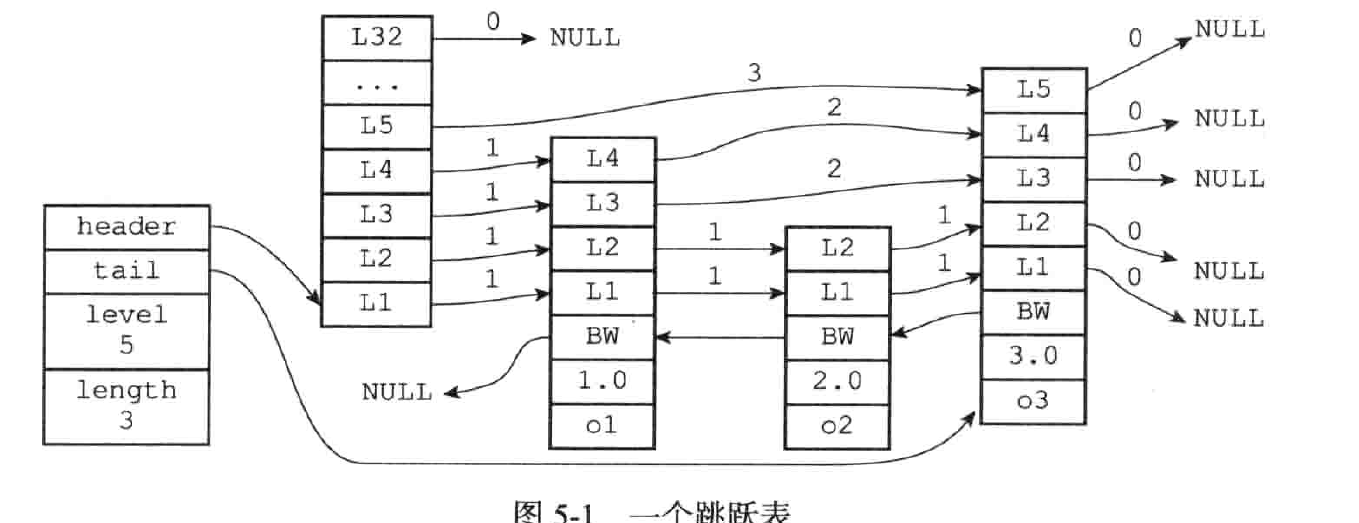 L32
0
NULL
...
L5
3
L5
0
NULL
L4
1
L4
2
L4
0
NULL
L3
1
L3
2
L3
0
NULL
L2
1
L2
1
L2
1
L2
0
NULL
L1
1
L1
1
L1
1
L1
0
NULL
header
tail
level
5
length
3
NULL
BW
1.0
o1
BW
2.0
o2
BW
3.0
o3
图 5-1 一个跳跃表